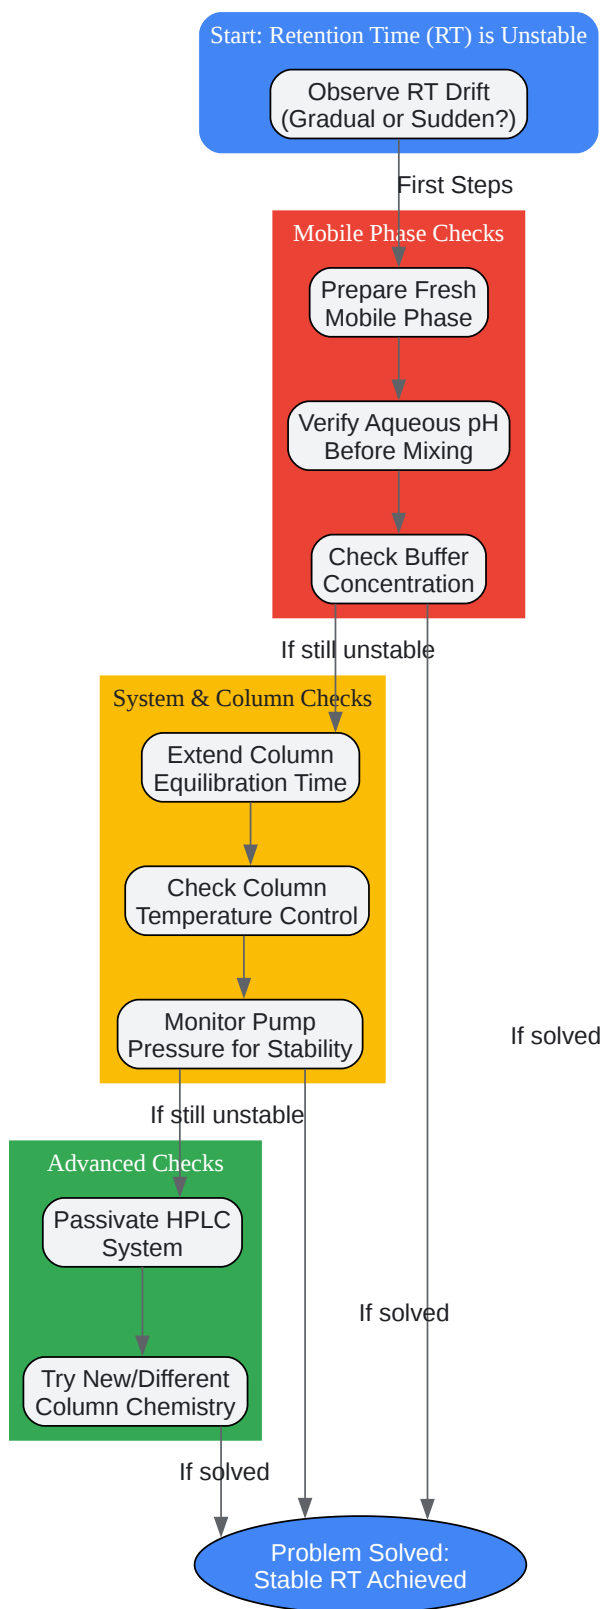 Start: Retention Time (RT) is Unstable
Observe RT Drift
(Gradual or Sudden?)
First Steps
Mobile Phase Checks
Prepare Fresh
Mobile Phase
Verify Aqueous pH
Before Mixing
Check Buffer
Concentration
If still unstable
System & Column Checks
Extend Column
Equilibration Time
Check Column
Temperature Control
Monitor Pump
Pressure for Stability
If solved
If still unstable
Advanced Checks
Passivate HPLC
System
If solved
Try New/Different
Column Chemistry
If solved
Problem Solved:
Stable RT Achieved